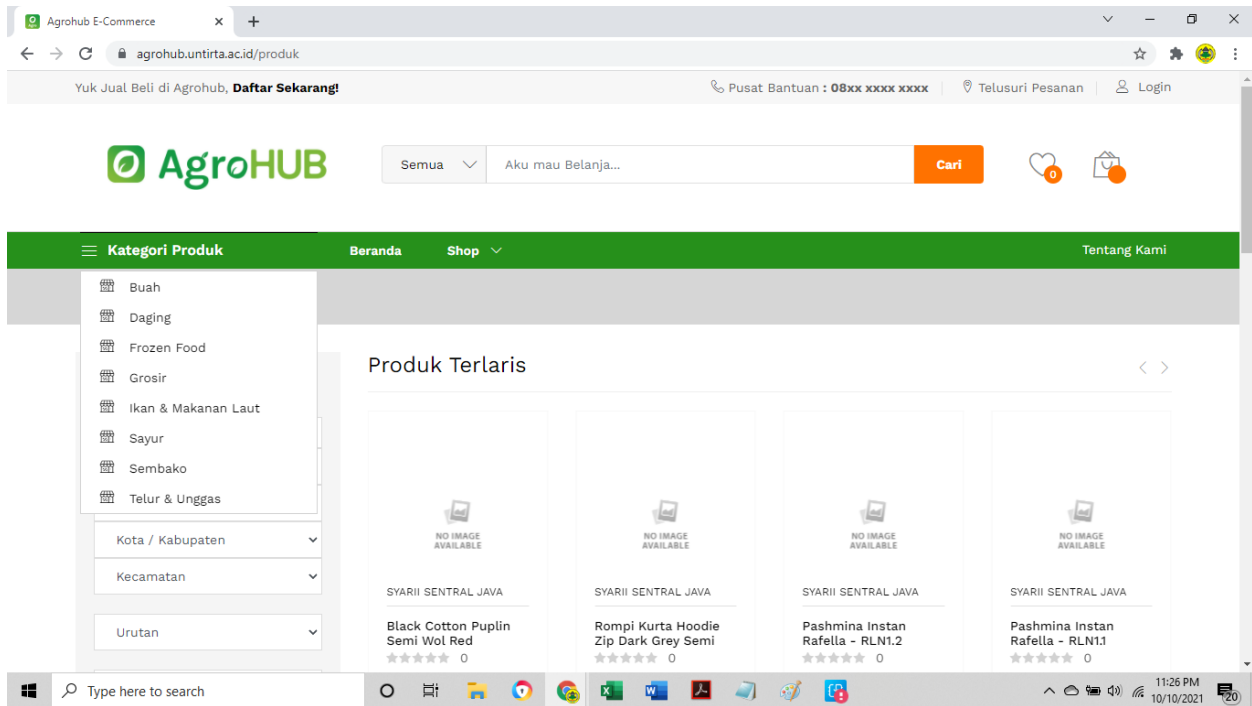 Agrohub E-Commerce
agrohub.untirta.ac.id/produk
Yuk Jual Beli di Agrohub, Daftar Sekarang!
Pusat Bantuan : 08xx xxxx xxxx
Telusuri Pesanan
Login
AgroHUB
Semua
Aku mau Belanja...
Cari
0
Kategori Produk
Beranda
Shop
Tentang Kami
Buah
Daging
Frozen Food
Grosir
Ikan & Makanan Laut
Sayur
Sembako
Telur & Unggas
Kota / Kabupaten
Kecamatan
Urutan
Produk Terlaris
NO IMAGE
AVAILABLE
SYARII SENTRAL JAVA
Black Cotton Puplin
Semi Wol Red
0
NO IMAGE
AVAILABLE
SYARII SENTRAL JAVA
Rompi Kurta Hoodie
Zip Dark Grey Semi
0
NO IMAGE
AVAILABLE
SYARII SENTRAL JAVA
Pashmina Instan
Rafella - RLN1.2
0
NO IMAGE
AVAILABLE
SYARII SENTRAL JAVA
Pashmina Instan
Rafella - RLN1.1
0
Type here to search
11:26 PM
10/10/2021
20